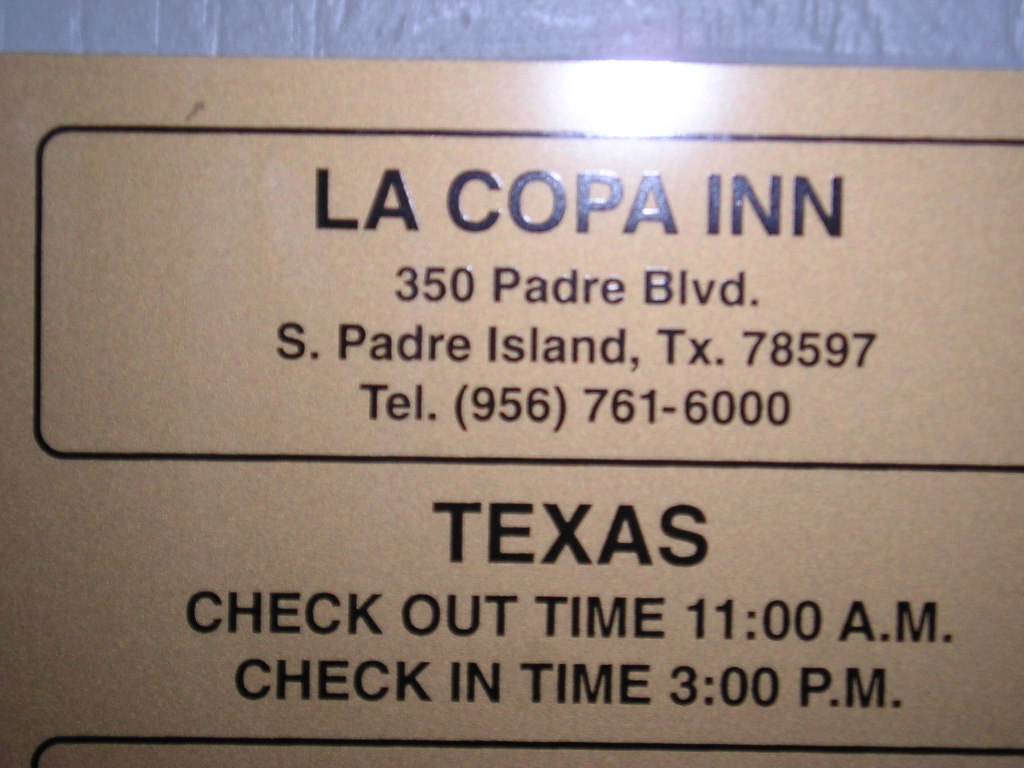 LA COPA INN
350 Padre Blvd.
S. Padre Island, Tx. 78597
Tel. (956) 761-6000
TEXAS
CHECK OUT TIME 11:00 A.M.
CHECK IN TIME 3:00 P.M.